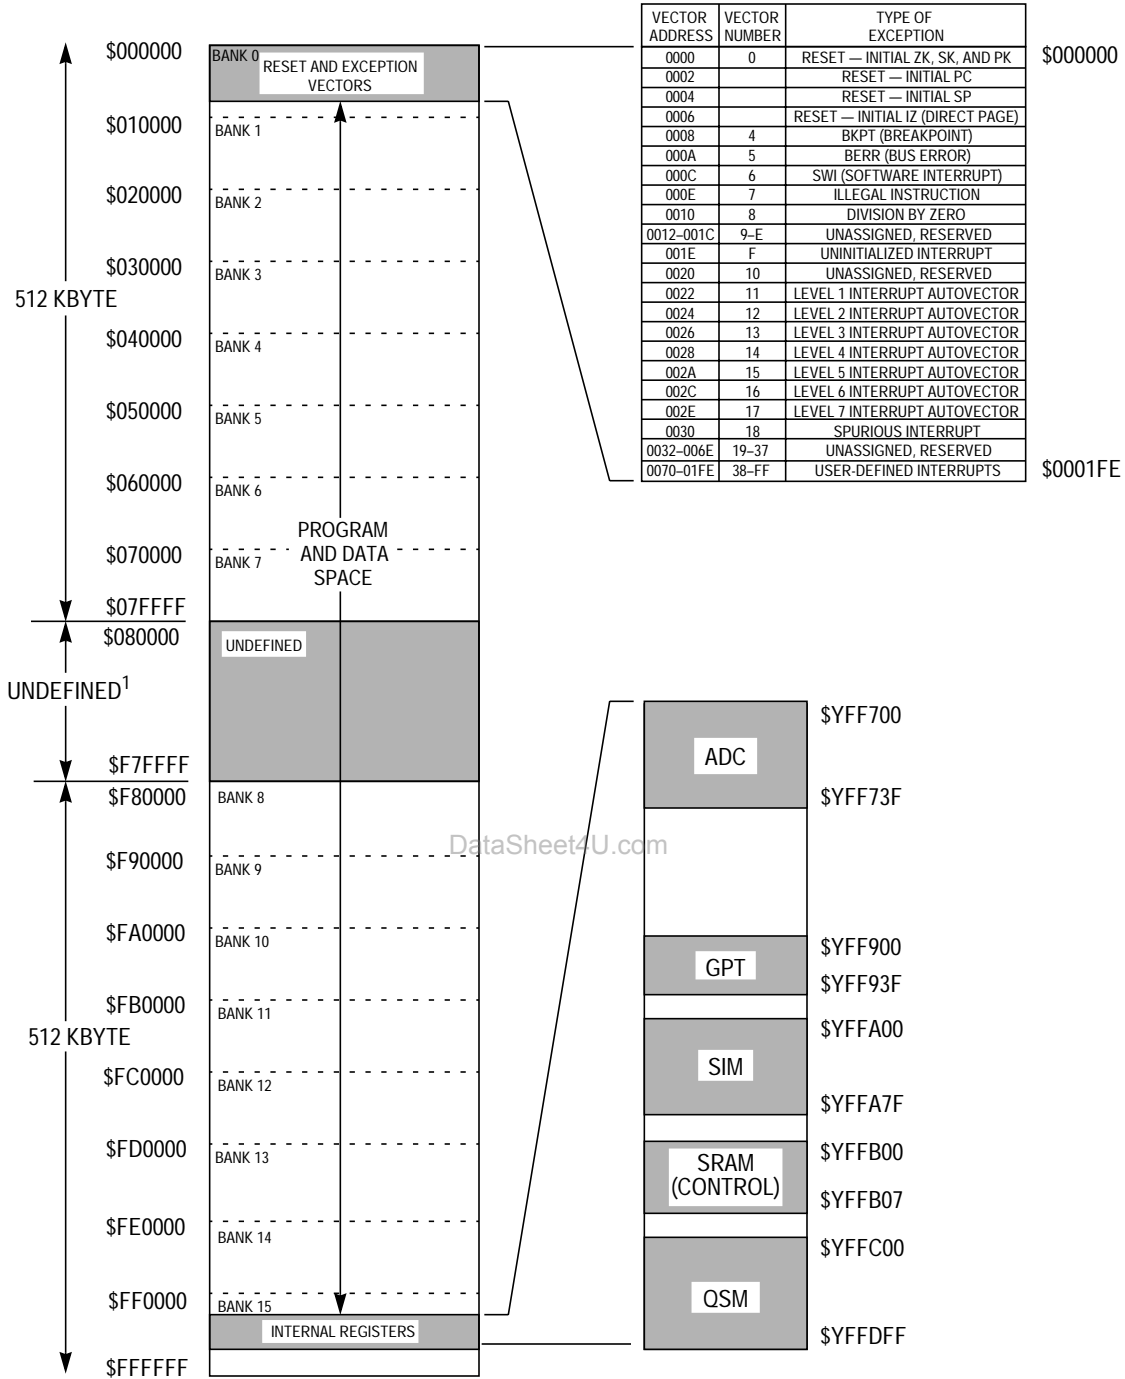 VECTOR ADDRESS VECTOR NUMBER TYPE OF EXCEPTION
0000 0 RESET — INITIAL ZK, SK, AND PK
0002 RESET — INITIAL PC
0004 RESET — INITIAL SP
0006 RESET — INITIAL IZ (DIRECT PAGE)
0008 4 BKPT (BREAKPOINT)
000A 5 BERR (BUS ERROR)
000C 6 SWI (SOFTWARE INTERRUPT)
000E 7 ILLEGAL INSTRUCTION
0010 8 DIVISION BY ZERO
0012–001C 9–E UNASSIGNED, RESERVED
001E F UNINITIALIZED INTERRUPT
0020 10 UNASSIGNED, RESERVED
0022 11 LEVEL 1 INTERRUPT AUTOVECTOR
0024 12 LEVEL 2 INTERRUPT AUTOVECTOR
0026 13 LEVEL 3 INTERRUPT AUTOVECTOR
0028 14 LEVEL 4 INTERRUPT AUTOVECTOR
002A 15 LEVEL 5 INTERRUPT AUTOVECTOR
002C 16 LEVEL 6 INTERRUPT AUTOVECTOR
002E 17 LEVEL 7 INTERRUPT AUTOVECTOR
0030 18 SPURIOUS INTERRUPT
0032–006E 19–37 UNASSIGNED, RESERVED
0070–01FE 38–FF USER-DEFINED INTERRUPTS
$000000
$0001FE
$000000
BANK 0
RESET AND EXCEPTION
VECTORS
$010000
BANK 1
$020000
BANK 2
$030000
BANK 3
512 KBYTE
$040000
BANK 4
$050000
BANK 5
$060000
BANK 6
PROGRAM
AND DATA
SPACE
$070000
BANK 7
$07FFFF
$080000
UNDEFINED
UNDEFINED1
$F7FFFF
$F80000
BANK 8
DataSheet4U.com
$F90000
BANK 9
$FA0000
BANK 10
$FB0000
BANK 11
512 KBYTE
$FC0000
BANK 12
$FD0000
BANK 13
$FE0000
BANK 14
$FF0000
BANK 15
INTERNAL REGISTERS
$FFFFFF
$YFF700
ADC
$YFF73F
$YFF900
GPT
$YFF93F
$YFFA00
SIM
$YFFA7F
$YFFB00
SRAM
(CONTROL)
$YFFB07
$YFFC00
QSM
$YFFDFF